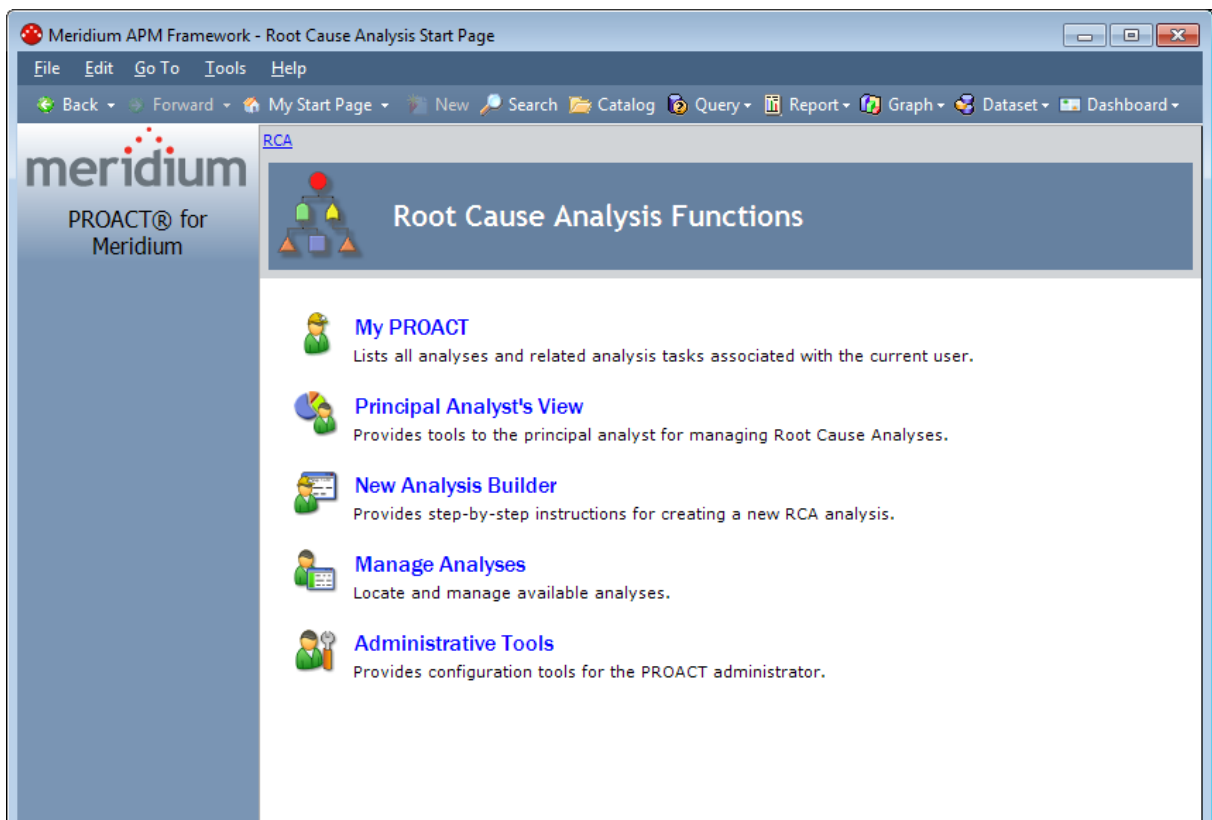 Meridium APM Framework - Root Cause Analysis Start Page
File Edit Go To Tools Help
Back Forward My Start Page New Search Catalog Query Report Graph Dataset Dashboard
meridium
PROACT® for
Meridium
RCA
Root Cause Analysis Functions
My PROACT
Lists all analyses and related analysis tasks associated with the current user.
Principal Analyst's View
Provides tools to the principal analyst for managing Root Cause Analyses.
New Analysis Builder
Provides step-by-step instructions for creating a new RCA analysis.
Manage Analyses
Locate and manage available analyses.
Administrative Tools
Provides configuration tools for the PROACT administrator.